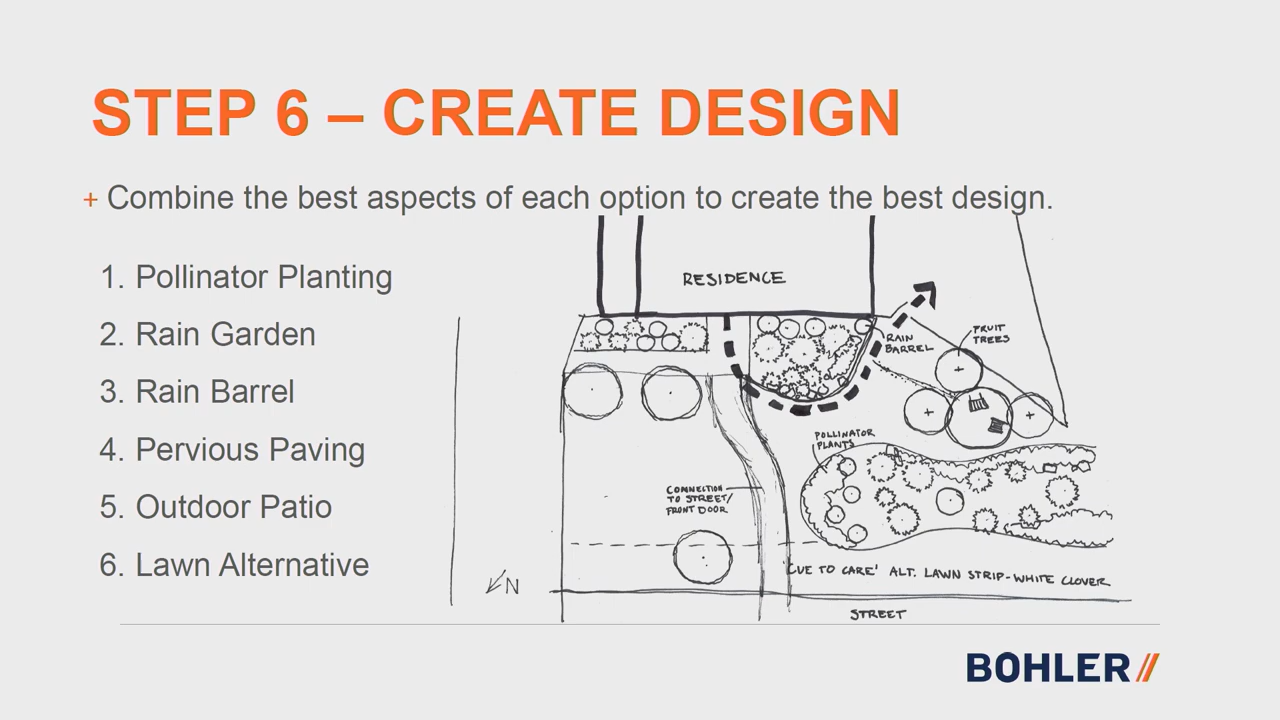 STEP 6 – CREATE DESIGN
+ Combine the best aspects of each option to create the best design.
1. Pollinator Planting
2. Rain Garden
3. Rain Barrel
4. Pervious Paving
5. Outdoor Patio
6. Lawn Alternative
RESIDENCE
RAIN
BARREL
FRUIT
TREES
POLLINATOR
PLANTS
CONNECTION
TO STREET/
FRONT DOOR
'CUE TO CARE' ALT. LAWN STRIP-WHITE CLOVER
N
STREET
BOHLER//